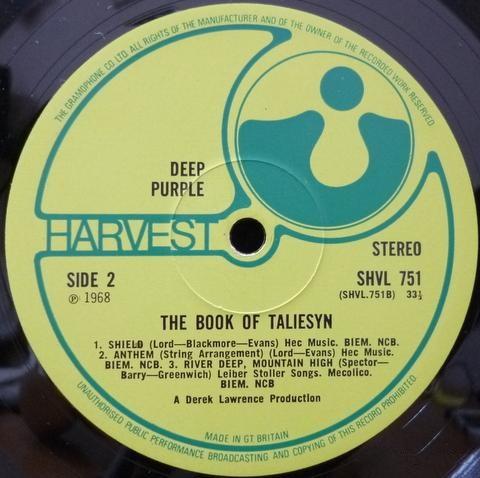 THE GRAMOPHONE CO. LTD. ALL RIGHTS OF THE MANUFACTURER AND OF THE OWNER OF THE RECORDED WORK RESERVED
DEEP
PURPLE
HARVEST
STEREO
SIDE 2
SHVL 751
℗ 1968
(SHVL.751B) 33⅓
THE BOOK OF TALIESYN
1. SHIELD (Lord—Blackmore—Evans) Hec Music. BIEM. NCB.
2. ANTHEM (String Arrangement) (Lord—Evans) Hec Music.
BIEM. NCB. 3. RIVER DEEP, MOUNTAIN HIGH (Spector—
Barry—Greenwich) Leiber Stoller Songs. Mecolico.
BIEM. NCB
A Derek Lawrence Production
MADE IN GT BRITAIN
UNAUTHORISED PUBLIC PERFORMANCE BROADCASTING AND COPYING OF THIS RECORD PROHIBITED.